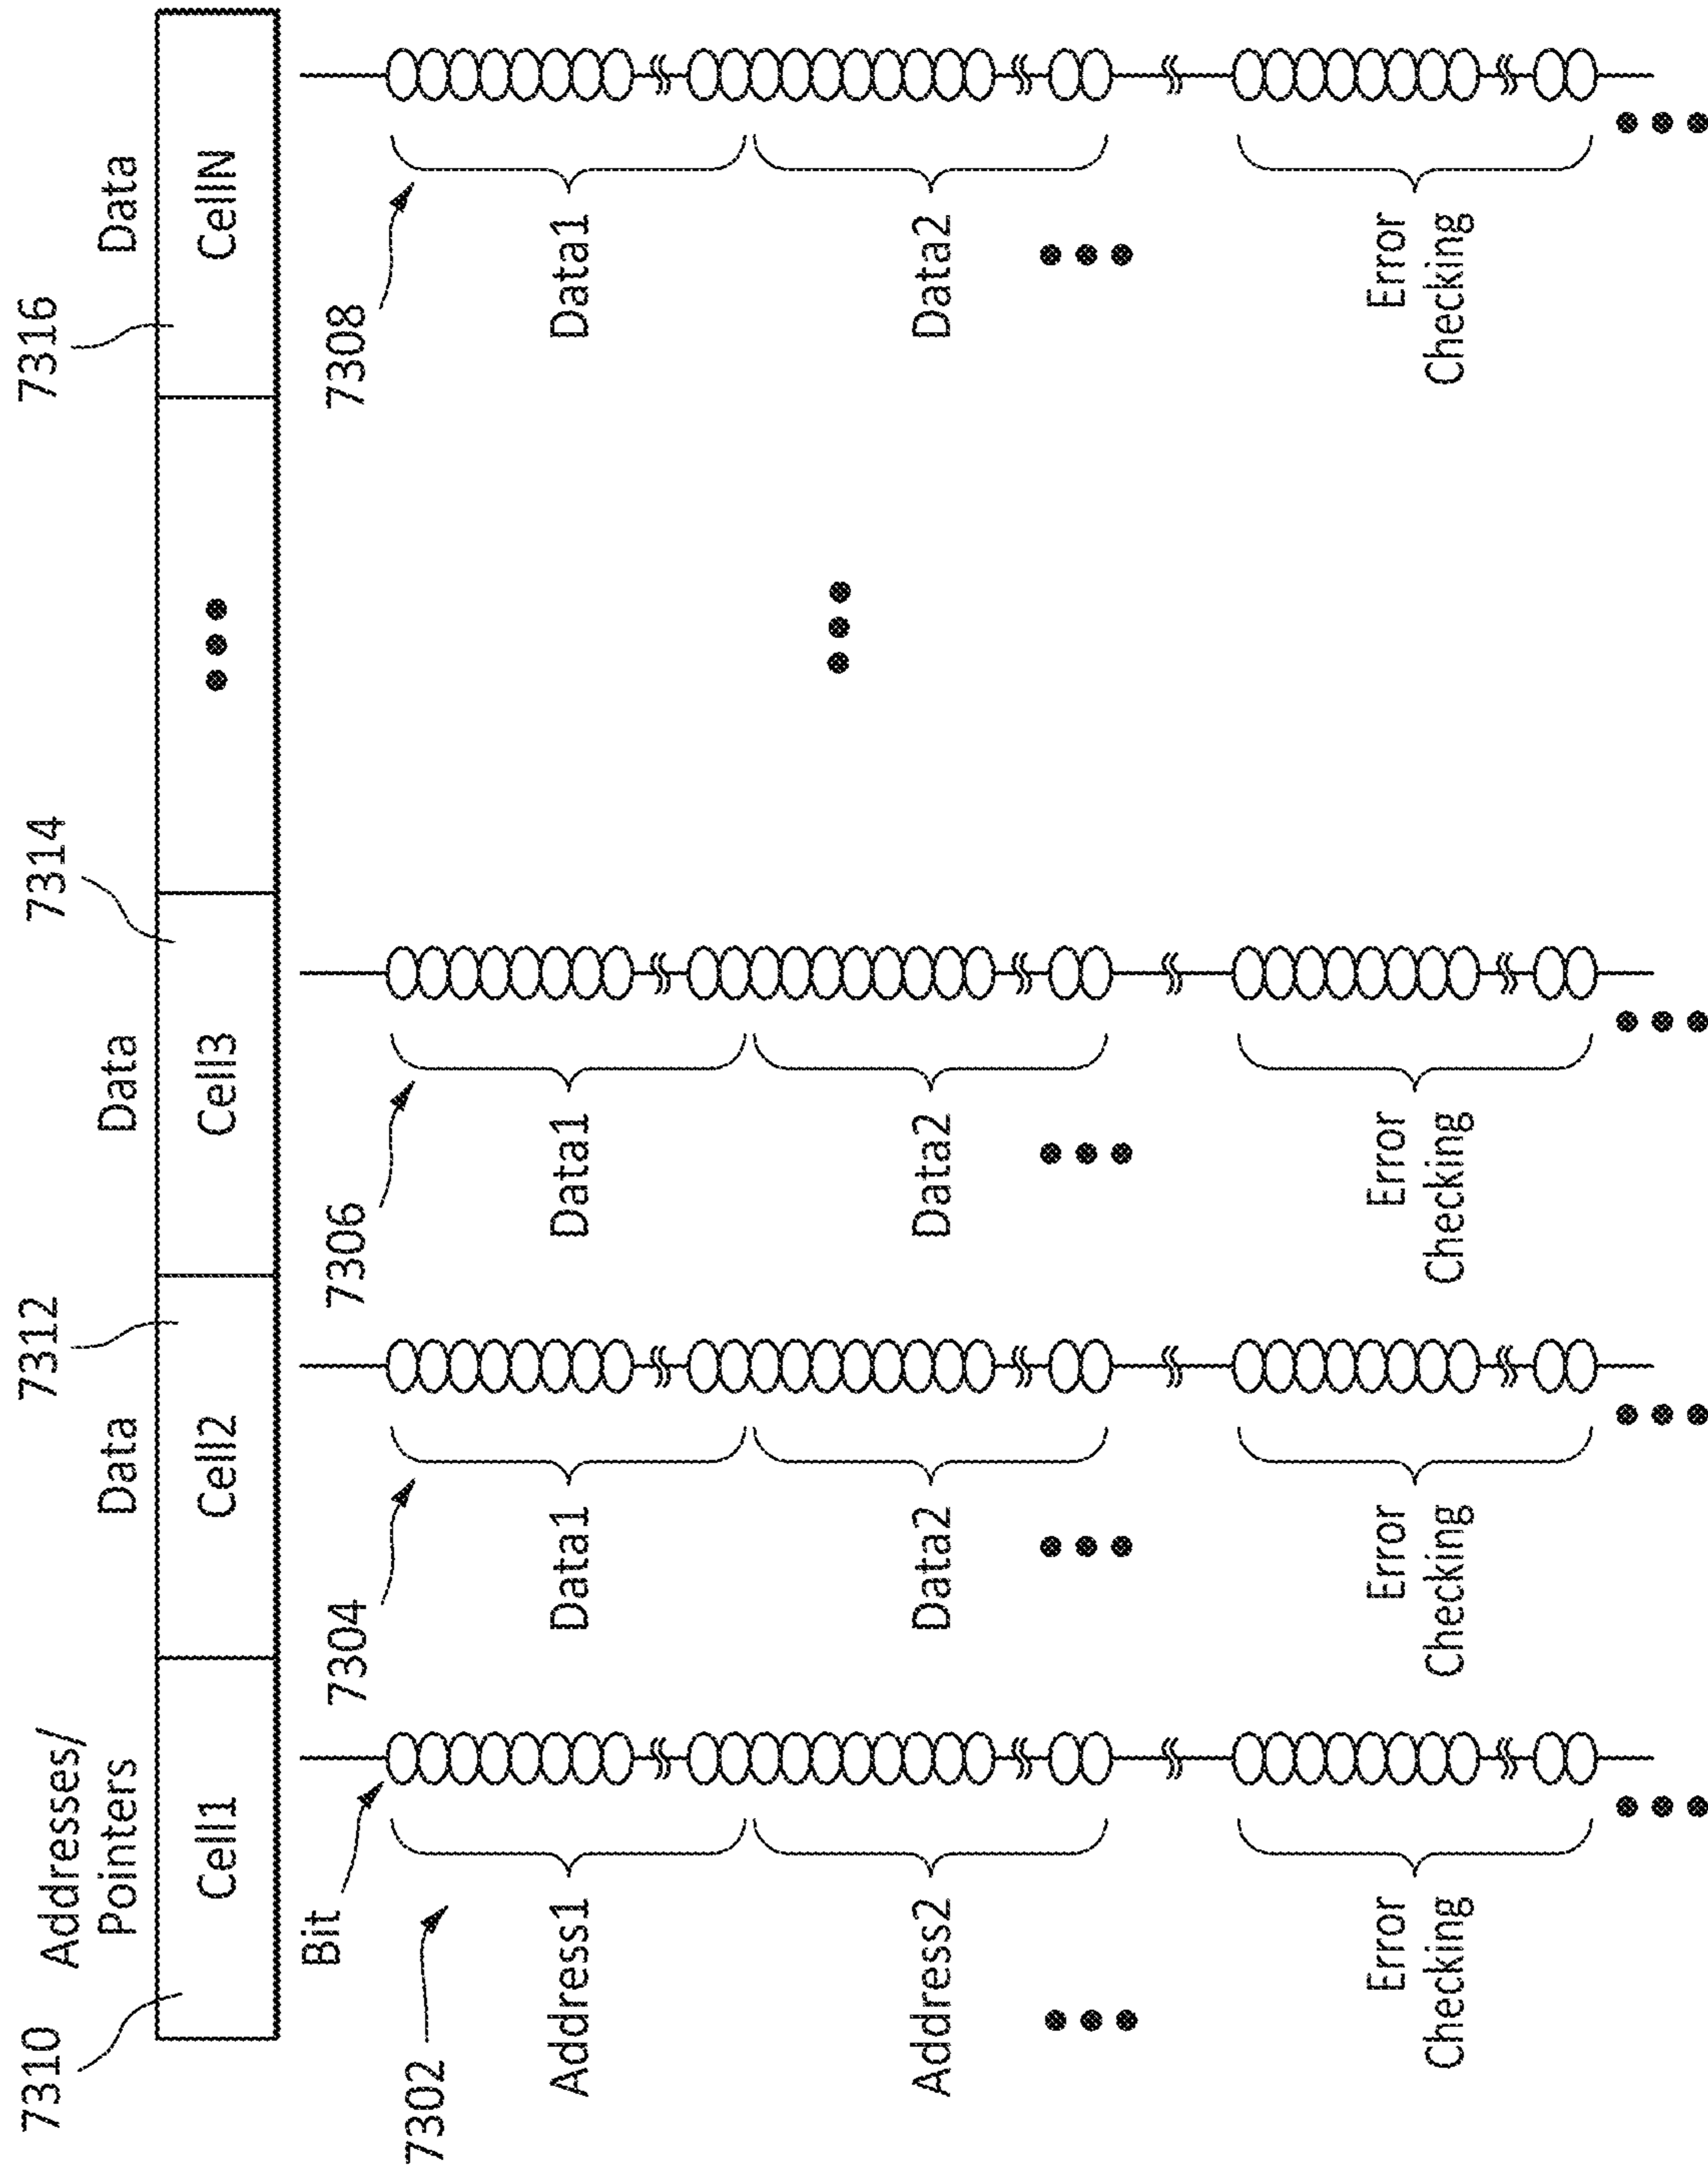 7310
7312
7314
7316
Addresses/
Pointers
Data
Data
Data
Cell1
Cell2
Cell3
CellN
Bit
7302
7304
7306
7308
Address1
Data1
Data1
Data1
Address2
Data2
Data2
Data2
Error
Checking
Error
Checking
Error
Checking
Error
Checking